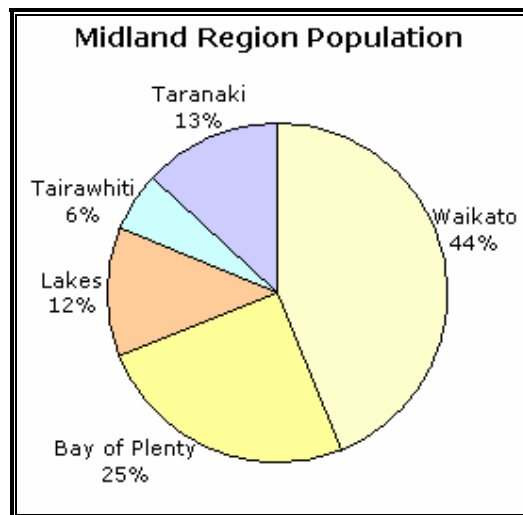 Midland Region Population
Taranaki
13%
Tairawhiti
6%
Waikato
44%
Lakes
12%
Bay of Plenty
25%